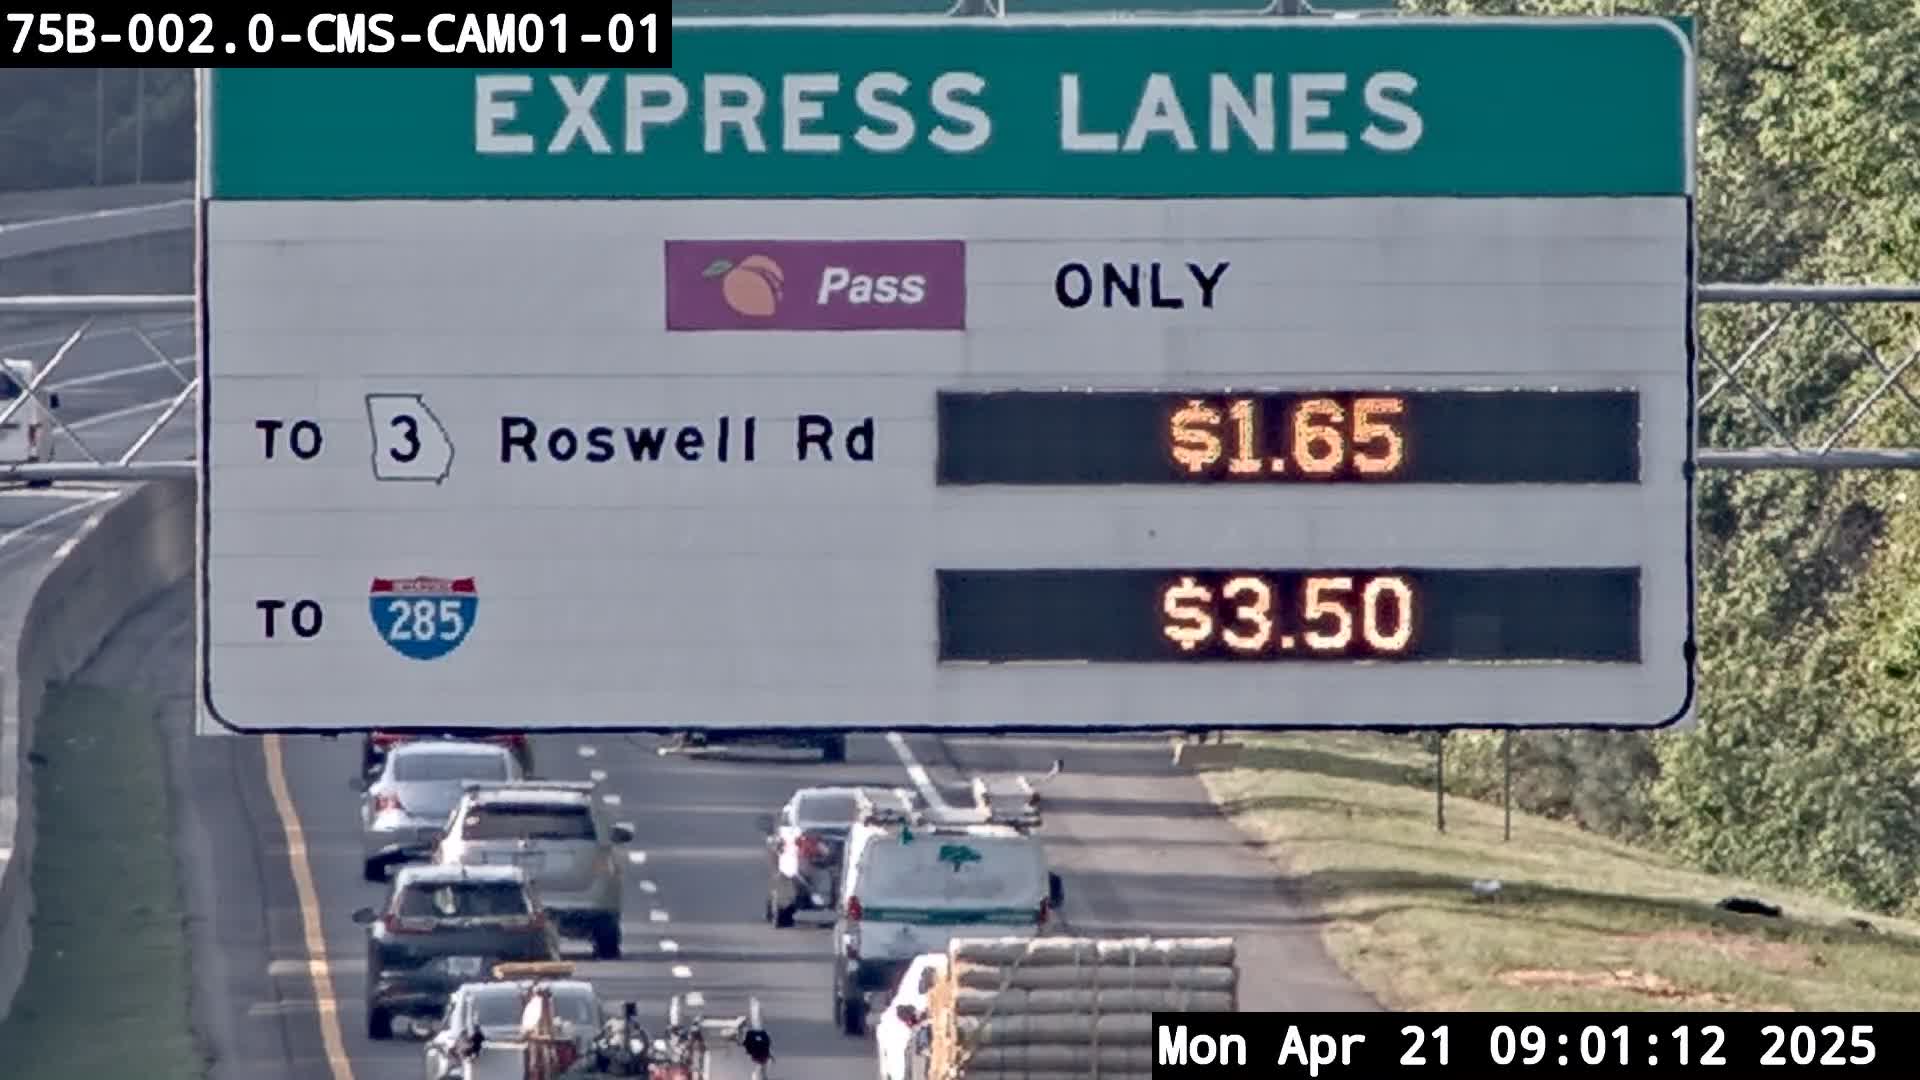 75B-002.0-CMS-CAM01-01
EXPRESS LANES
Pass ONLY
TO 3 Roswell Rd $1.65
TO 285 $3.50
Mon Apr 21 09:01:12 2025